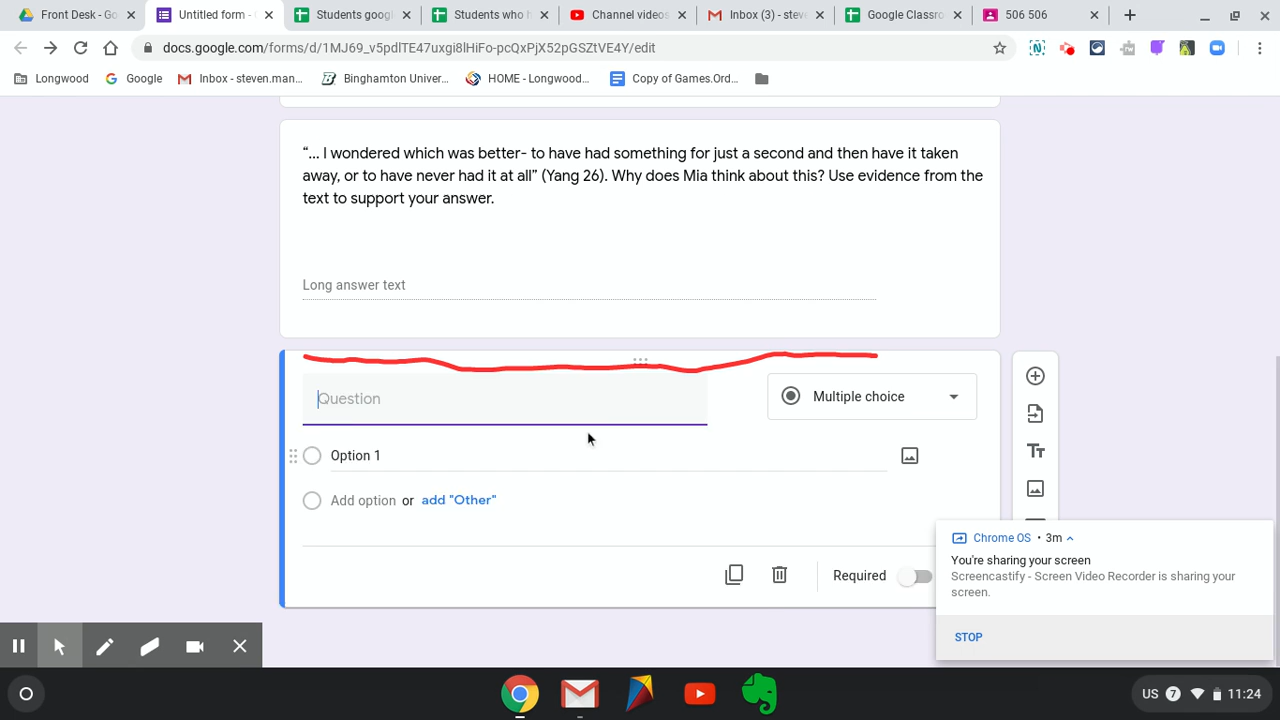 Front Desk - Go
Untitled form -
Students googl
Students who h
Channel videos
Inbox (3) - steve
Google Classro
506 506
docs.google.com/forms/d/1MJ69_v5pdlTE47uxgi8lHiFo-pcQxPjX52pGSZtVE4Y/edit
Longwood
Google
Inbox - steven.man...
Binghamton Univer...
HOME - Longwood...
Copy of Games.Ord...
“... I wondered which was better- to have had something for just a second and then have it taken
away, or to have never had it at all” (Yang 26). Why does Mia think about this? Use evidence from the
text to support your answer.
Long answer text
Question
Multiple choice
Option 1
Add option or add "Other"
Required
Chrome OS • 3m
You're sharing your screen
Screencastify - Screen Video Recorder is sharing your
screen.
STOP
US 7 11:24